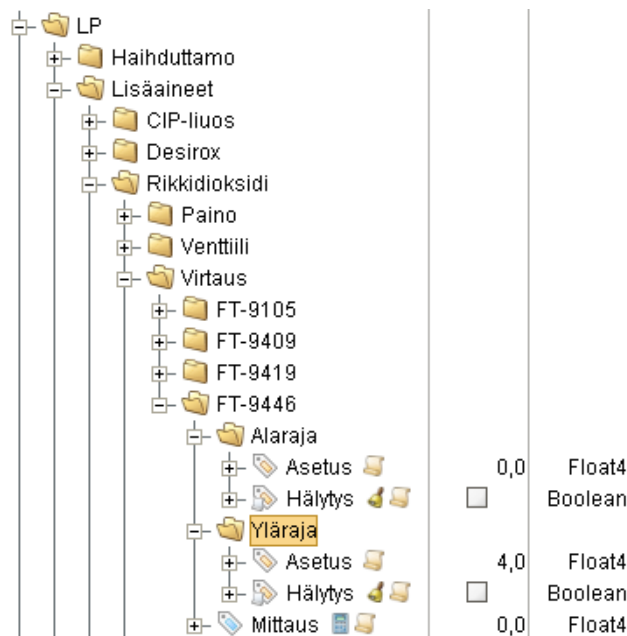 LP
Haihduttamo
Lisäaineet
CIP-liuos
Desirox
Rikkidioksidi
Paino
Venttiili
Virtaus
FT-9105
FT-9409
FT-9419
FT-9446
Alaraja
Asetus 0,0 Float4
Hälytys Boolean
Yläraja
Asetus 4,0 Float4
Hälytys Boolean
Mittaus 0,0 Float4